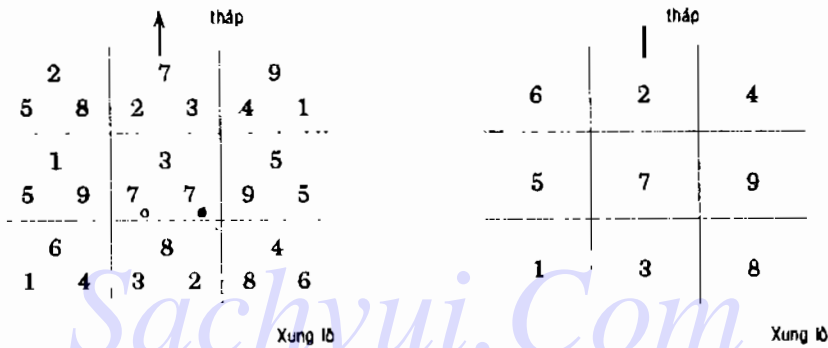 tháp
2 7 9
5 8 2 3 4 1
1 3 5
5 9 7 7 9 5
6 8 4
1 4 3 2 8 6
Xung lò
tháp
6 2 4
5 7 9
1 3 8
Xung lò
Sachvui.Com